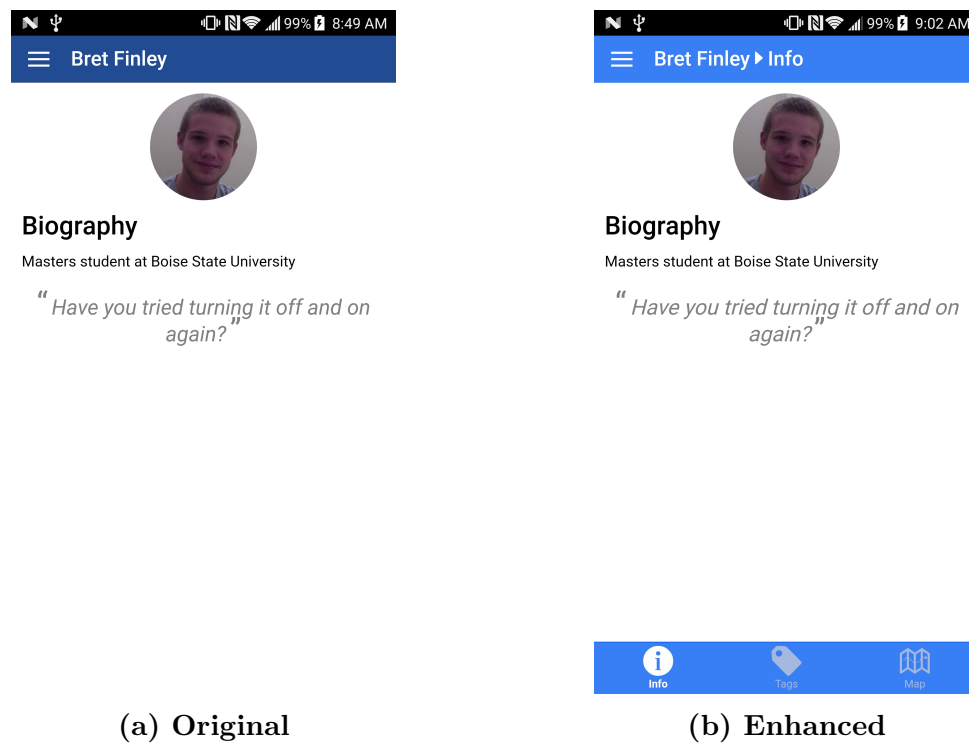 99% 8:49 AM
Bret Finley
Biography
Masters student at Boise State University
“ Have you tried turning it off and on
again? ”
(a) Original
99% 9:02 AM
Bret Finley Info
Biography
Masters student at Boise State University
“ Have you tried turning it off and on
again? ”
Info Tags Map
(b) Enhanced